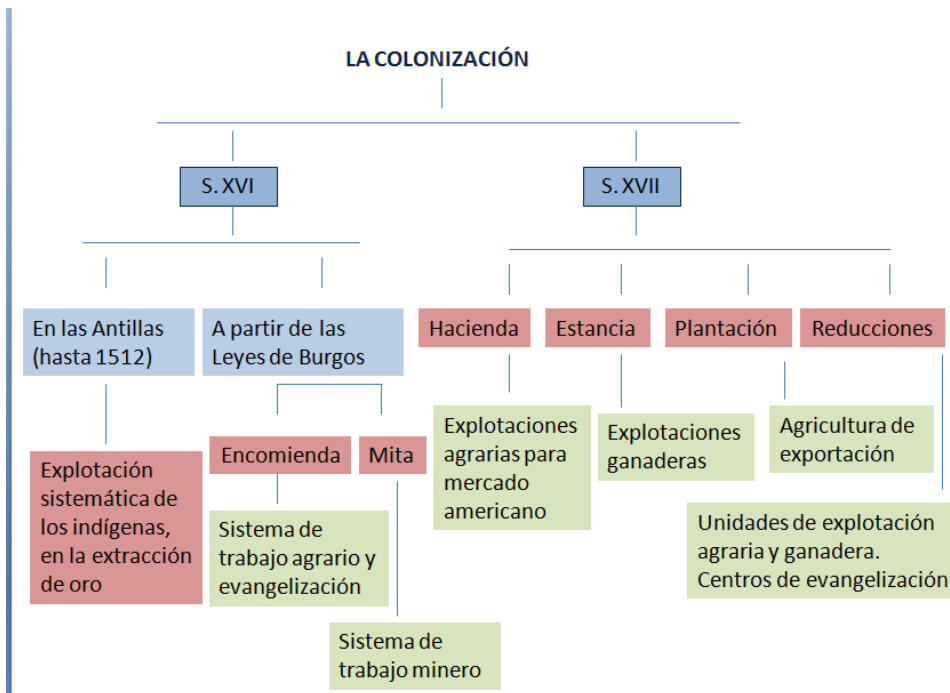 LA COLONIZACIÓN
S. XVI
S. XVII
En las Antillas
(hasta 1512)
A partir de las
Leyes de Burgos
Hacienda
Estancia
Plantación
Reducciones
Explotación
sistemática de
los indígenas,
en la extracción
de oro
Encomienda
Mita
Sistema de
trabajo agrario y
evangelización
Sistema de
trabajo minero
Explotaciones
agrarias para
mercado
americano
Explotaciones
ganaderas
Agricultura de
exportación
Unidades de explotación
agraria y ganadera.
Centros de evangelización